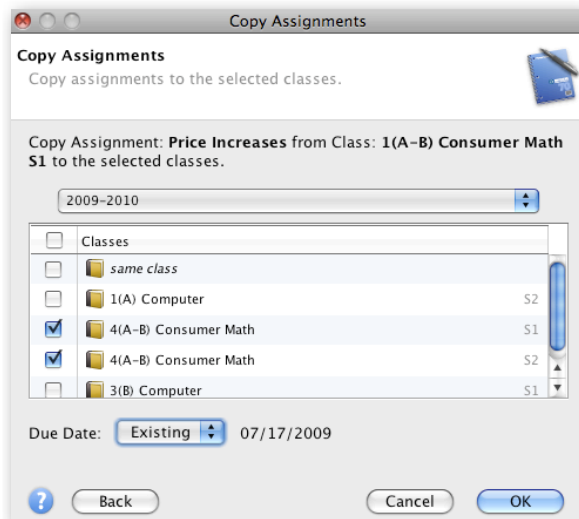 Copy Assignments
Copy Assignments
Copy assignments to the selected classes.
Copy Assignment: Price Increases from Class: 1(A-B) Consumer Math
S1 to the selected classes.
2009-2010
Classes
same class
1(A) Computer S2
4(A-B) Consumer Math S1
4(A-B) Consumer Math S2
3(B) Computer S1
Due Date: Existing 07/17/2009
? Back Cancel OK